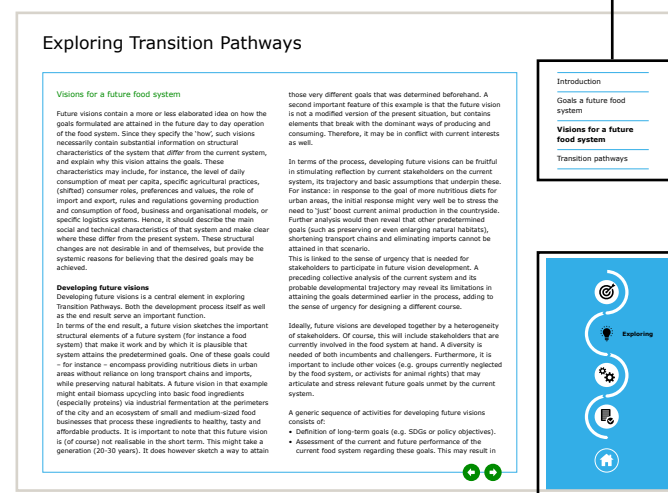 Exploring Transition Pathways
Visions for a future food system
Future visions contain a more or less elaborated idea on how the
goals formulated are attained in the future day to day operation
of the food system. Since they specify the 'how', such visions
necessarily contain substantial information on structural
characteristics of the system that differ from the current system,
and explain why this vision attains the goals. These
characteristics may include, for instance, the level of daily
consumption of meat per capita, specific agricultural practices,
(shifted) consumer roles, preferences and values, the role of
import and export, rules and regulations governing production
and consumption of food, business and organisational models, or
specific logistics systems. Hence, it should describe the main
social and technical characteristics of that system and make clear
where these differ from the present system. These structural
changes are not desirable in and of themselves, but provide the
systemic reasons for believing that the desired goals may be
achieved.
Developing future visions
Developing future visions is a central element in exploring
Transition Pathways. Both the development process itself as well
as the end result serve an important function.
In terms of the end result, a future vision sketches the important
structural elements of a future system (for instance a food
system) that make it work and by which it is plausible that
system attains the predetermined goals. One of these goals could
– for instance – encompass providing nutritious diets in urban
areas without reliance on long transport chains and imports,
while preserving natural habitats. A future vision in that example
might entail biomass upcycling into basic food ingredients
(especially proteins) via industrial fermentation at the perimeters
of the city and an ecosystem of small and medium-sized food
businesses that process these ingredients to healthy, tasty and
affordable products. It is important to note that this future vision
is (of course) not realisable in the short term. This might take a
generation (20-30 years). It does however sketch a way to attain
those very different goals that was determined beforehand. A
second important feature of this example is that the future vision
is not a modified version of the present situation, but contains
elements that break with the dominant ways of producing and
consuming. Therefore, it may be in conflict with current interests
as well.
In terms of the process, developing future visions can be fruitful
in stimulating reflection by current stakeholders on the current
system, its trajectory and basic assumptions that underpin these.
For instance: in response to the goal of more nutritious diets for
urban areas, the initial response might very well be to stress the
need to 'just' boost current animal production in the countryside.
Further analysis would then reveal that other predetermined
goals (such as preserving or even enlarging natural habitats),
shortening transport chains and eliminating imports cannot be
attained in that scenario.
This is linked to the sense of urgency that is needed for
stakeholders to participate in future vision development. A
preceding collective analysis of the current system and its
probable developmental trajectory may reveal its limitations in
attaining the goals determined earlier in the process, adding to
the sense of urgency for designing a different course.
Ideally, future visions are developed together by a heterogeneity
of stakeholders. Of course, this will include stakeholders that are
currently involved in the food system at hand. A diversity is
needed of both incumbents and challengers. Furthermore, it is
important to include other voices (e.g. groups currently neglected
by the food system, or activists for animal rights) that may
articulate and stress relevant future goals unmet by the current
system.
A generic sequence of activities for developing future visions
consists of:
• Definition of long-term goals (e.g. SDGs or policy objectives).
• Assessment of the current and future performance of the
current food system regarding these goals. This may result in
Introduction
Goals a future food
system
Visions for a future
food system
Transition pathways
Exploring